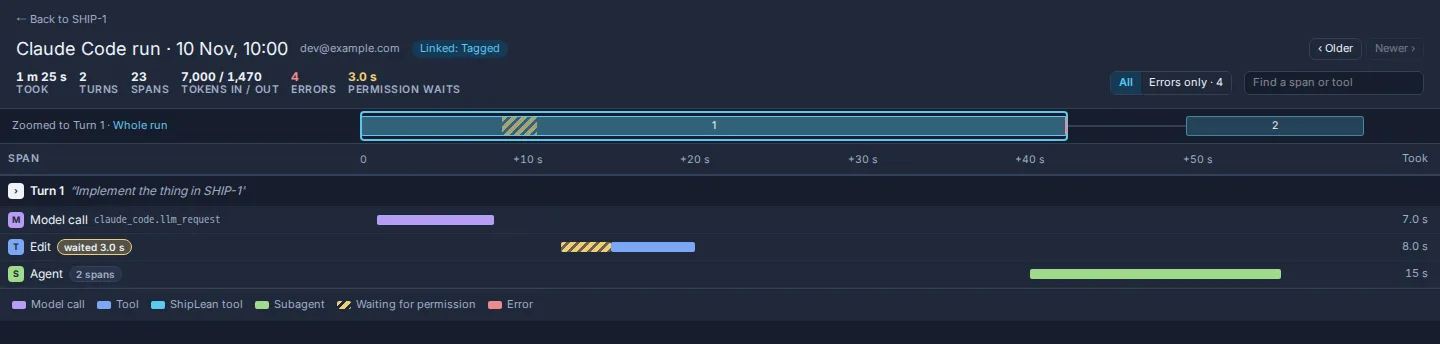 ← Back to SHIP-1
Claude Code run · 10 Nov, 10:00 dev@example.com Linked: Tagged ‹ Older Newer ›
1 m 25 s 2 23 7,000 / 1,470 4 3.0 s
TOOK TURNS SPANS TOKENS IN / OUT ERRORS PERMISSION WAITS
All Errors only · 4 Find a span or tool
Zoomed to Turn 1 · Whole run 1 2
SPAN 0 +10 s +20 s +30 s +40 s +50 s Took
› Turn 1 “Implement the thing in SHIP-1”
M Model call claude_code.llm_request 7.0 s
T Edit waited 3.0 s 8.0 s
S Agent 2 spans 15 s
Model call Tool ShipLean tool Subagent Waiting for permission Error